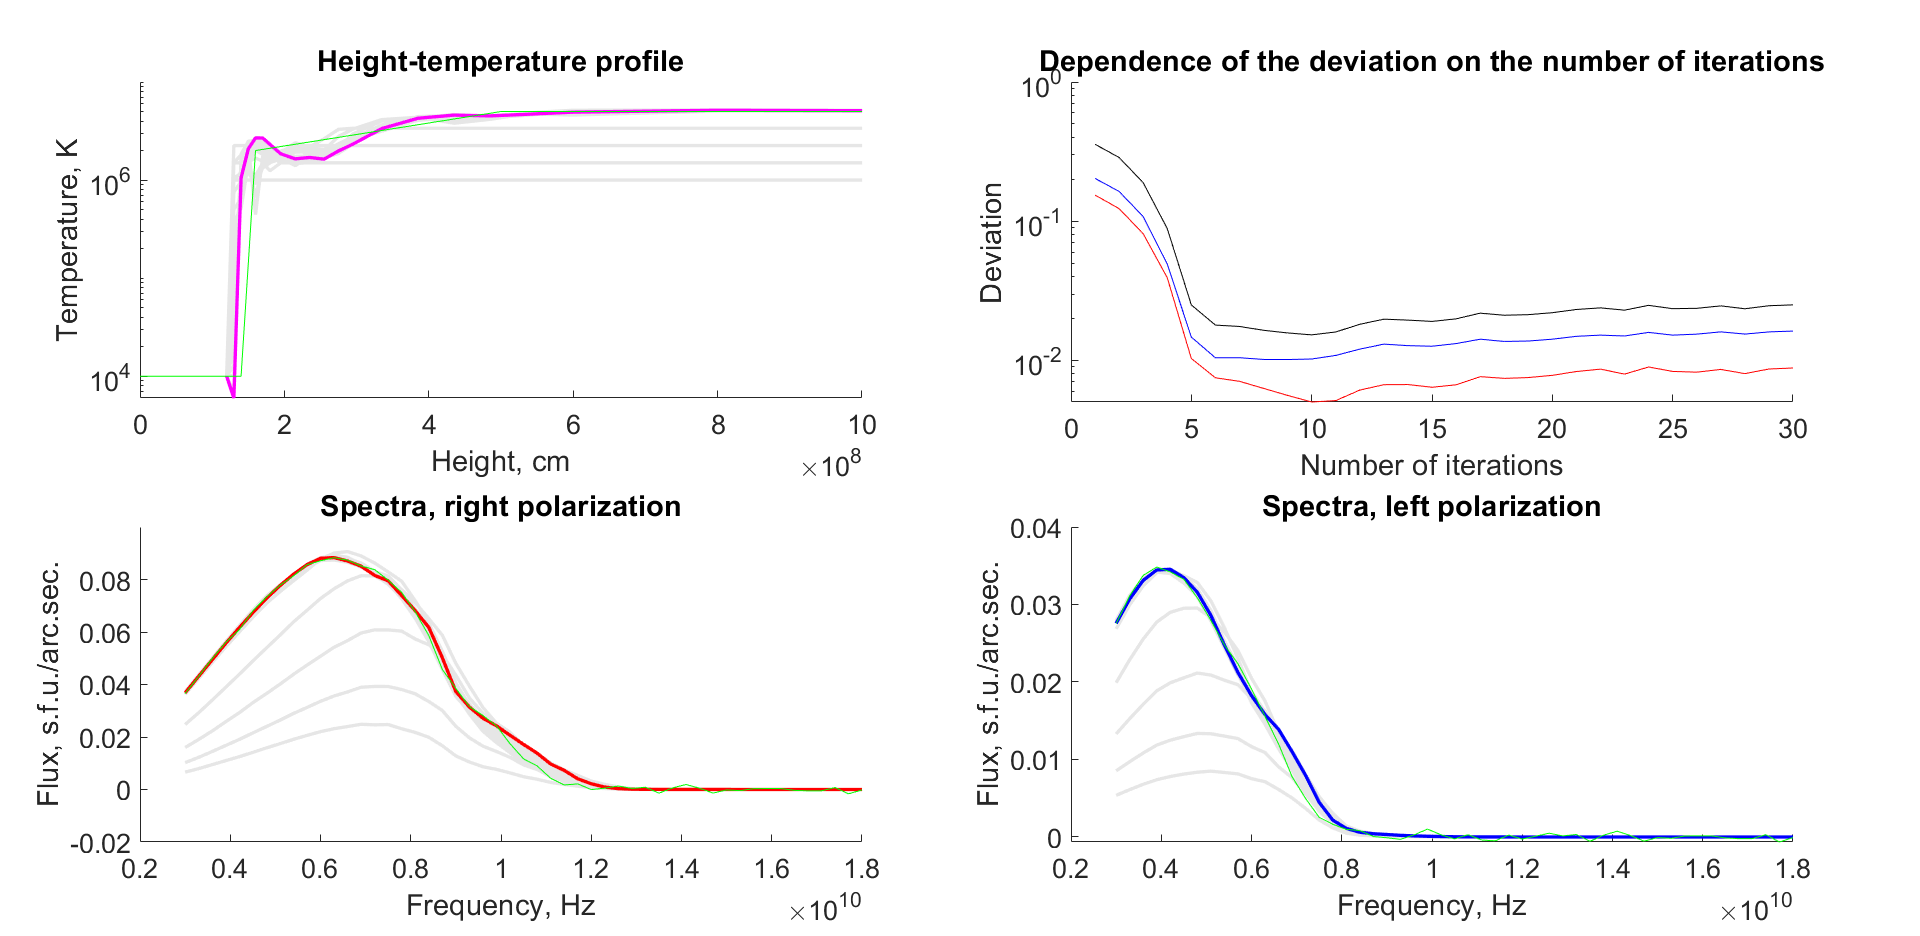 Height-temperature profile
Temperature, K
10^6
10^4
0 2 4 6 8 10
Height, cm
×10^8
Dependence of the deviation on the number of iterations
Deviation
10^0
10^-1
10^-2
0 5 10 15 20 25 30
Number of iterations
Spectra, right polarization
Flux, s.f.u./arc.sec.
0.08
0.06
0.04
0.02
0
-0.02
0.2 0.4 0.6 0.8 1 1.2 1.4 1.6 1.8
Frequency, Hz
×10^10
Spectra, left polarization
Flux, s.f.u./arc.sec.
0.04
0.03
0.02
0.01
0
0.2 0.4 0.6 0.8 1 1.2 1.4 1.6 1.8
Frequency, Hz
×10^10